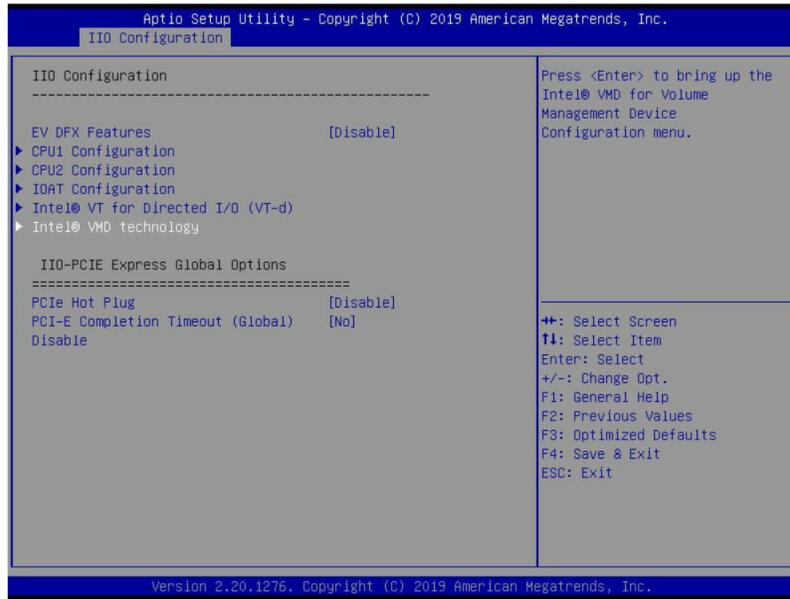 Aptio Setup Utility – Copyright (C) 2019 American Megatrends, Inc.
IIO Configuration
IIO Configuration
--------------------------------------------------
EV DFX Features [Disable]
CPU1 Configuration
CPU2 Configuration
IOAT Configuration
Intel® VT for Directed I/O (VT-d)
Intel® VMD technology
IIO-PCIE Express Global Options
========================================
PCIe Hot Plug [Disable]
PCI-E Completion Timeout (Global) [No]
Disable
Press <Enter> to bring up the
Intel® VMD for Volume
Management Device
Configuration menu.
→←: Select Screen
↑↓: Select Item
Enter: Select
+/-: Change Opt.
F1: General Help
F2: Previous Values
F3: Optimized Defaults
F4: Save & Exit
ESC: Exit
Version 2.20.1276. Copyright (C) 2019 American Megatrends, Inc.